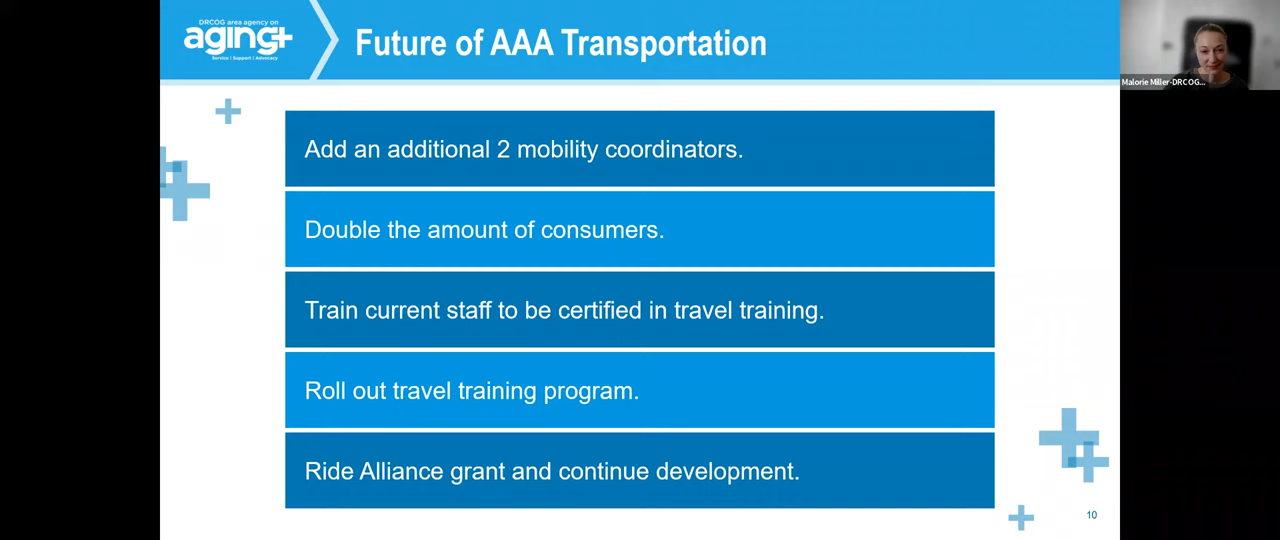 DRCOG area agency on
aging+
Service | Support | Advocacy
Future of AAA Transportation
Malorie Miller-DRCOG...
Add an additional 2 mobility coordinators.
Double the amount of consumers.
Train current staff to be certified in travel training.
Roll out travel training program.
Ride Alliance grant and continue development.
10